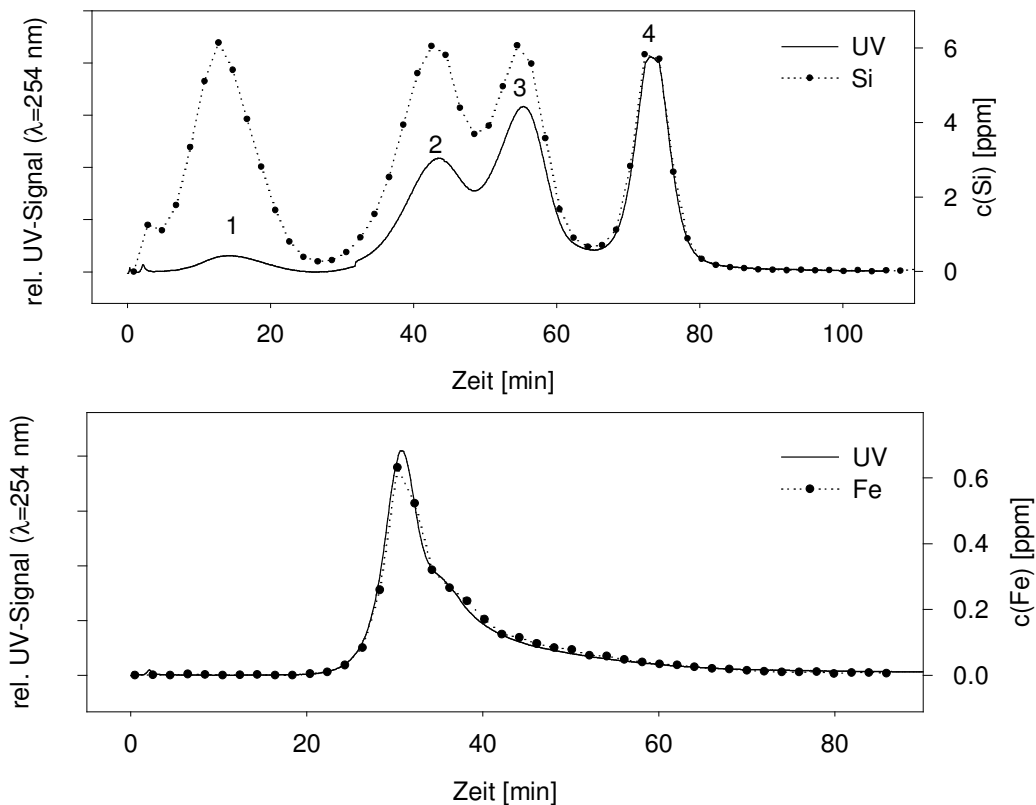 rel. UV-Signal (λ=254 nm)
1
2
3
4
UV
Si
6
4
2
0
c(Si) [ppm]
0 20 40 60 80 100
Zeit [min]
rel. UV-Signal (λ=254 nm)
UV
Fe
0.6
0.4
0.2
0.0
c(Fe) [ppm]
0 20 40 60 80
Zeit [min]